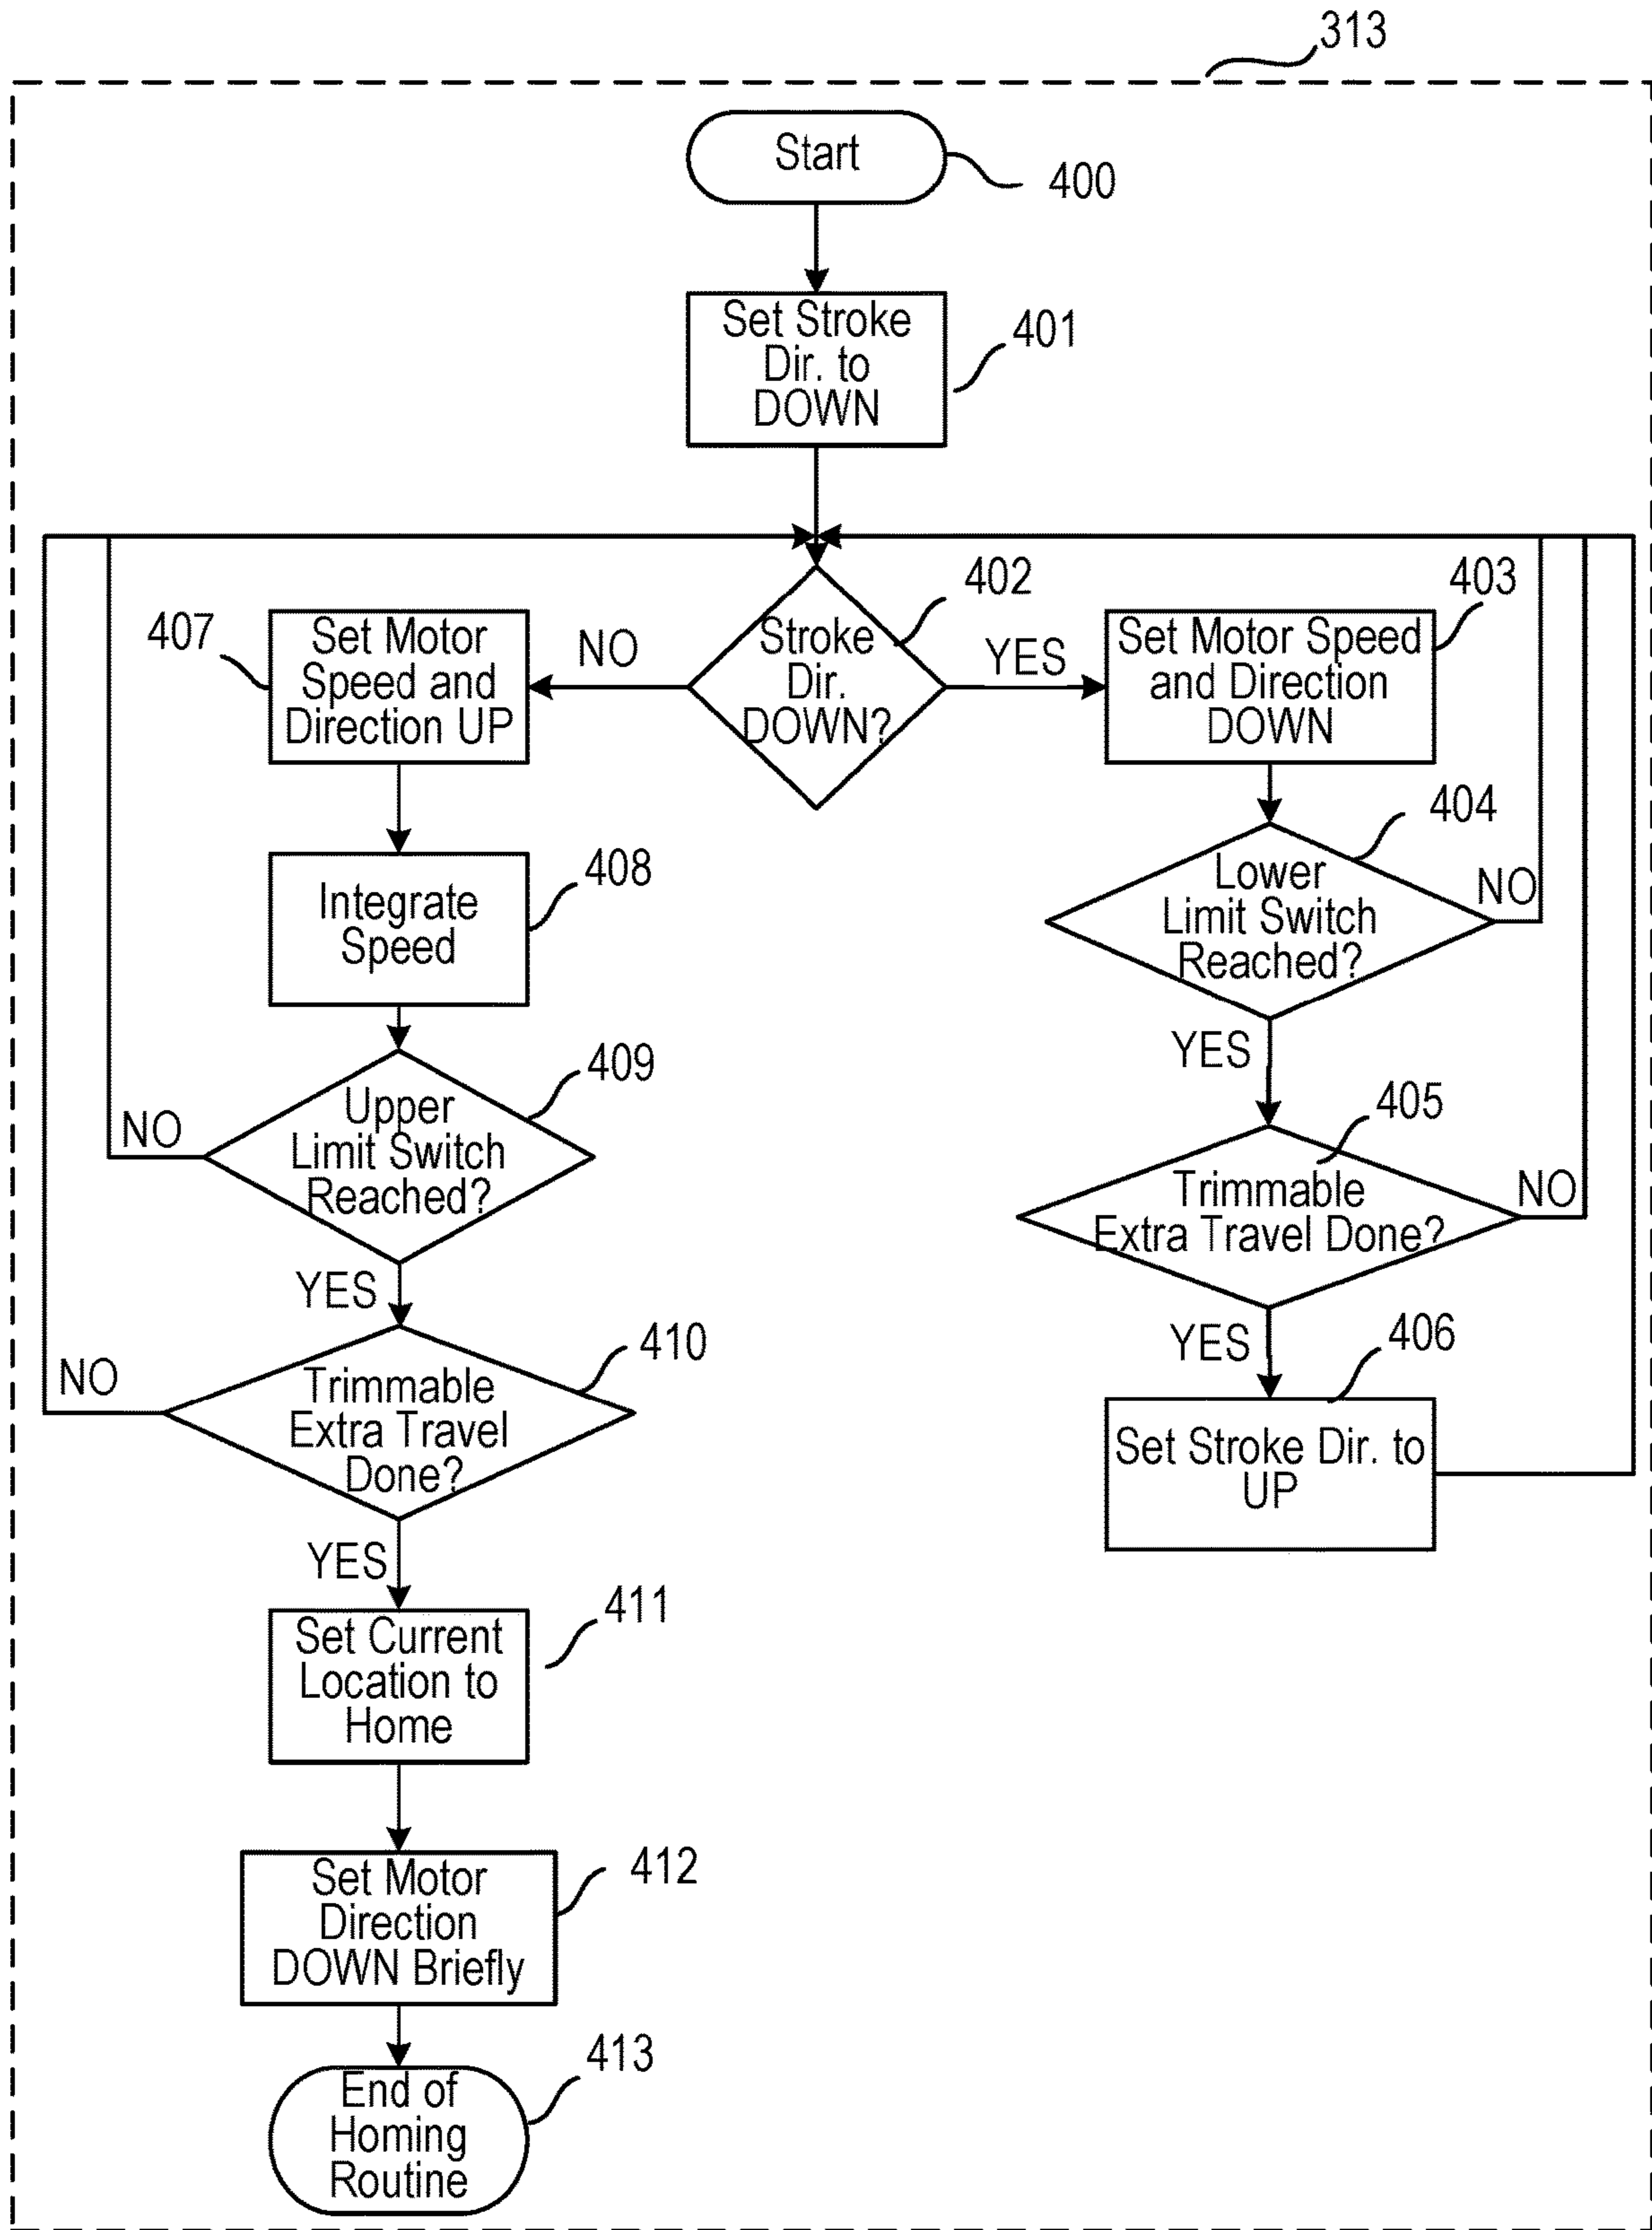 313
Start
400
Set Stroke
Dir. to
DOWN
401
402
403
407
Set Motor
Speed and
Direction UP
NO
Stroke
Dir.
DOWN?
YES
Set Motor Speed
and Direction
DOWN
404
Lower
Limit Switch
Reached?
NO
408
Integrate
Speed
YES
409
Upper
Limit Switch
Reached?
NO
405
Trimmable
Extra Travel Done?
NO
YES
YES
410
406
NO
Trimmable
Extra Travel
Done?
Set Stroke Dir. to
UP
YES
411
Set Current
Location to
Home
412
Set Motor
Direction
DOWN Briefly
413
End of
Homing
Routine